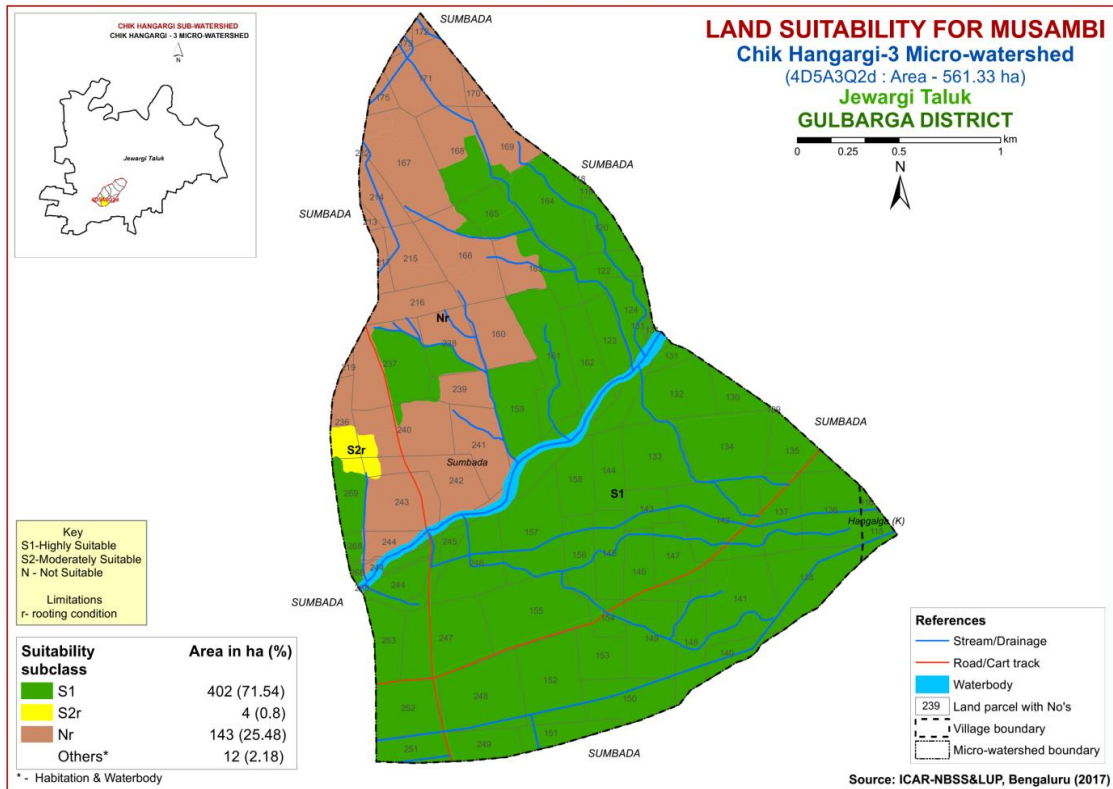 CHIK HANGARGI SUB-WATERSHED
CHIK HANGARGI - 3 MICRO-WATERSHED
N
Jewargi Taluk
LAND SUITABILITY FOR MUSAMBI
Chik Hangargi-3 Micro-watershed
(4D5A3Q2d : Area - 561.33 ha)
Jewargi Taluk
GULBARGA DISTRICT
km
0 0.25 0.5 1
N
SUMBADA
172
171
175
170
168
169
167
SUMBADA
164
214
165
SUMBADA
120
215
166
122
216
124
Nr
160
123
238
237
161
162
131
239
132
130
159
236
240
SUMBADA
S2r
241
134
135
Sumbada
133
144
242
158
S1
269
243
143
142
137
136
Hangalga (K)
115
157
244
245
156
147
146
244
SUMBADA
141
155
154
253
247
149
148
140
153
152
248
150
252
151
249
251
SUMBADA
Key
S1-Highly Suitable
S2-Moderately Suitable
N - Not Suitable
Limitations
r- rooting condition
Suitability subclass Area in ha (%)
S1 402 (71.54)
S2r 4 (0.8)
Nr 143 (25.48)
Others* 12 (2.18)
* - Habitation & Waterbody
References
Stream/Drainage
Road/Cart track
Waterbody
239 Land parcel with No's
Village boundary
Micro-watershed boundary
Source: ICAR-NBSS&LUP, Bengaluru (2017)